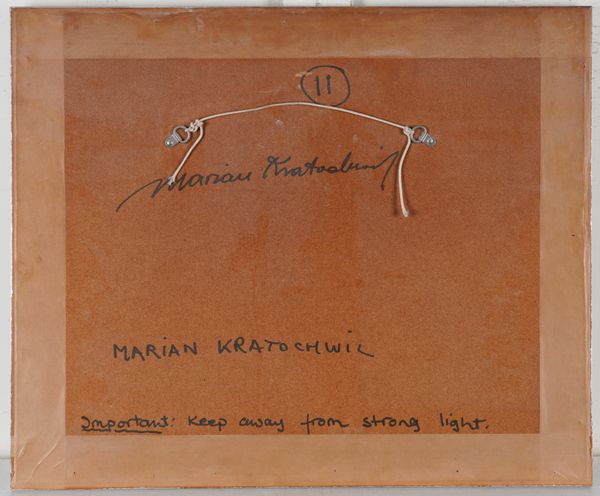 11
Marian Kratochwil
MARIAN KRATOCHWIL
Important: Keep away from strong light.